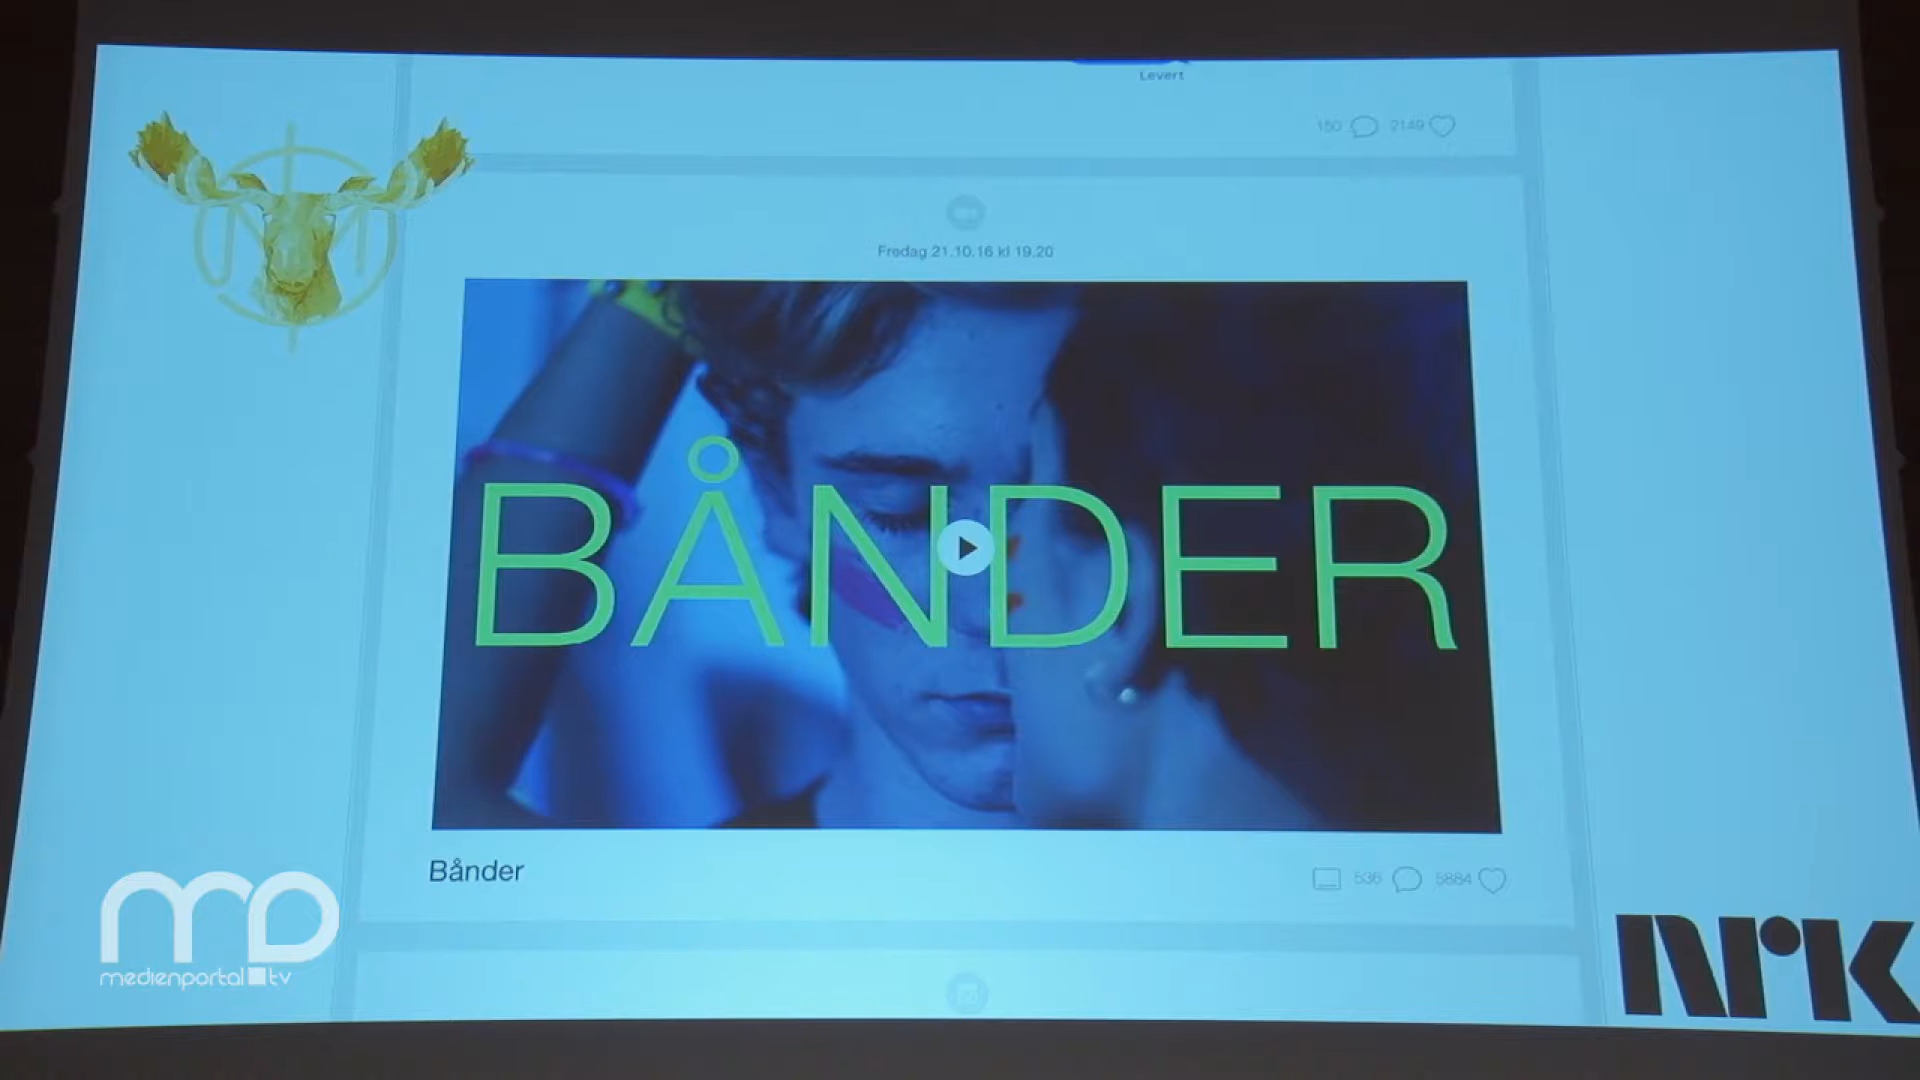 Levert
150 2149
Fredag 21.10.16 kl 19.20
BÅNDER
Bånder
536 5884
medienportal.tv
NRK